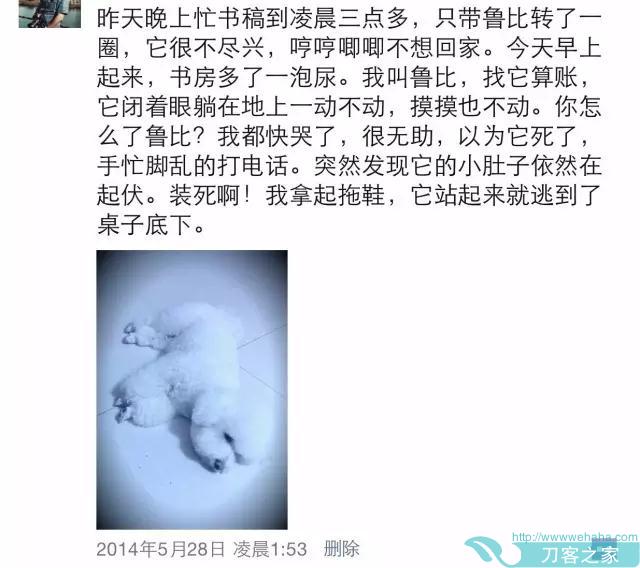 昨天晚上忙书稿到凌晨三点多，只带鲁比转了一
圈，它很不尽兴，哼哼唧唧不想回家。今天早上
起来，书房多了一泡尿。我叫鲁比，找它算账，
它闭着眼躺在地上一动不动，摸摸也不动。你怎
么了鲁比？我都快哭了，很无助，以为它死了，
手忙脚乱的打电话。突然发现它的小肚子依然在
起伏。装死啊！我拿起拖鞋，它站起来就逃到了
桌子底下。
2014年5月28日 凌晨1:53 删除
http://www.wehaha.com/
刀客之家